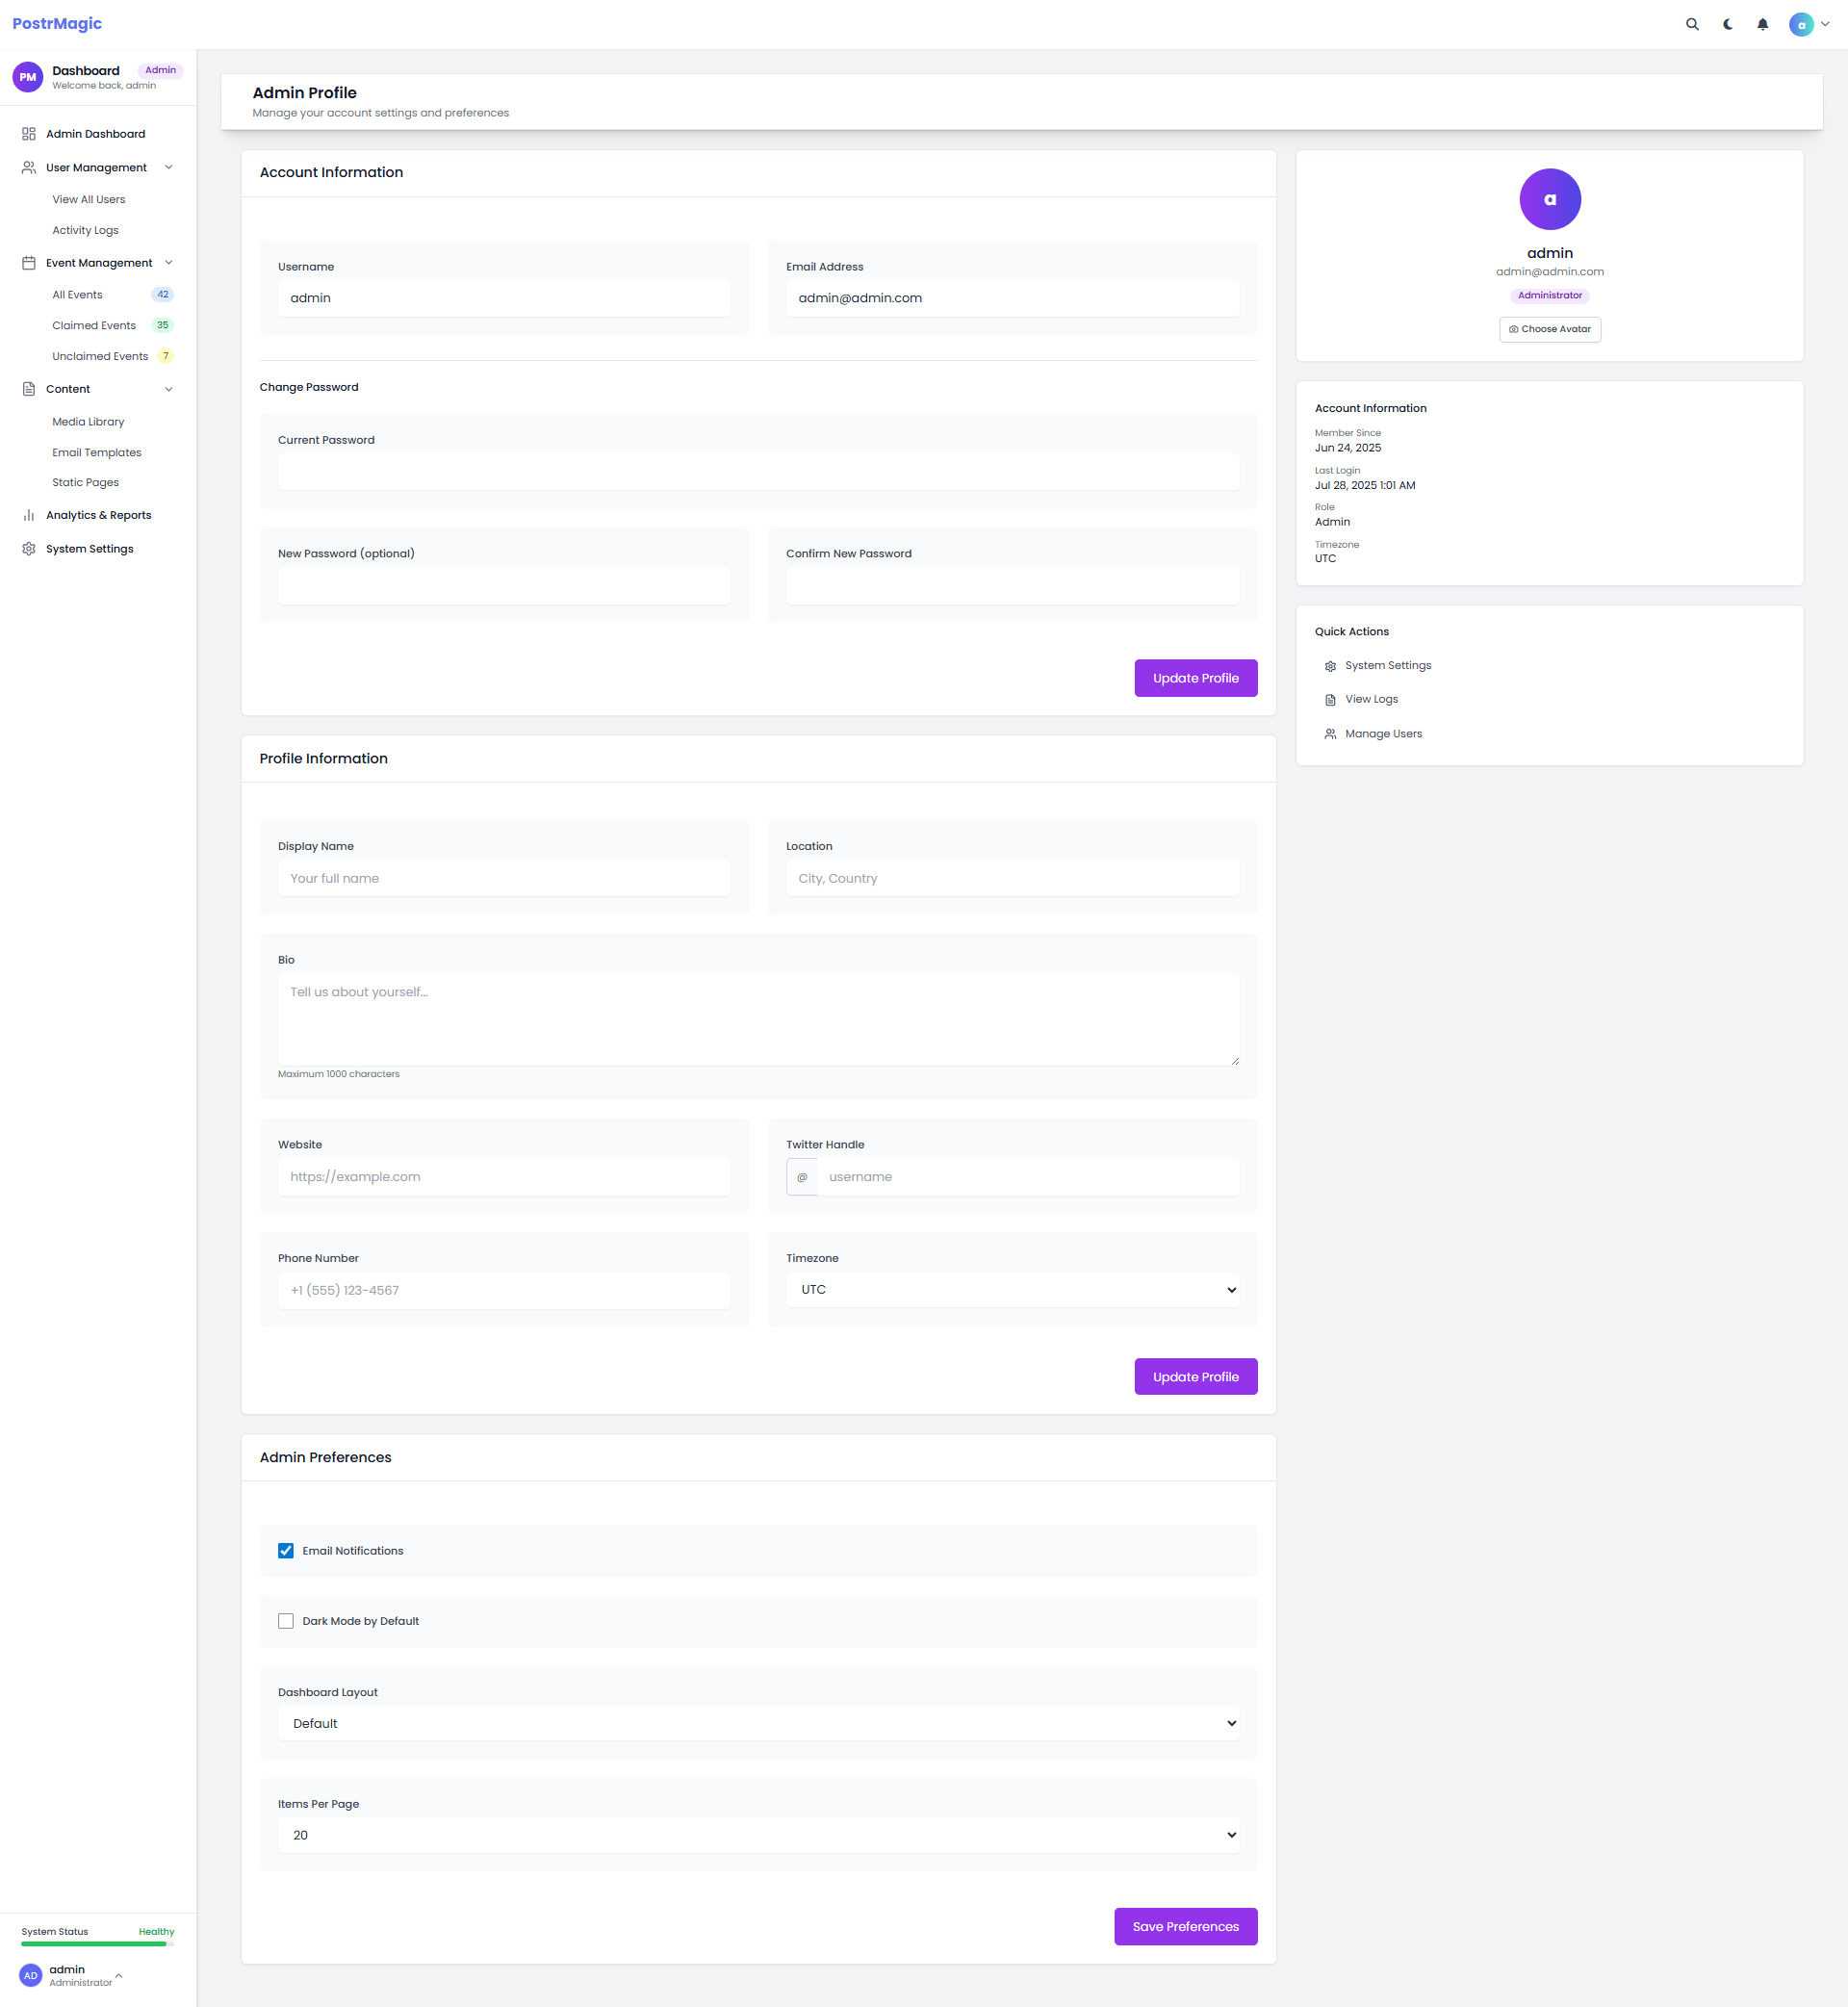 PostrMagic
a
PM
Dashboard
Admin
Welcome back, admin
Admin Dashboard
User Management
View All Users
Activity Logs
Event Management
All Events 42
Claimed Events 35
Unclaimed Events 7
Content
Media Library
Email Templates
Static Pages
Analytics & Reports
System Settings
System Status Healthy
AD
admin
Administrator
Admin Profile
Manage your account settings and preferences
Account Information
Username
admin
Email Address
admin@admin.com
Change Password
Current Password
New Password (optional)
Confirm New Password
Update Profile
Profile Information
Display Name
Your full name
Location
City, Country
Bio
Tell us about yourself...
Maximum 1000 characters
Website
https://example.com
Twitter Handle
@ username
Phone Number
+1 (555) 123-4567
Timezone
UTC
Update Profile
Admin Preferences
Email Notifications
Dark Mode by Default
Dashboard Layout
Default
Items Per Page
20
Save Preferences
a
admin
admin@admin.com
Administrator
Choose Avatar
Account Information
Member Since
Jun 24, 2025
Last Login
Jul 28, 2025 1:01 AM
Role
Admin
Timezone
UTC
Quick Actions
System Settings
View Logs
Manage Users